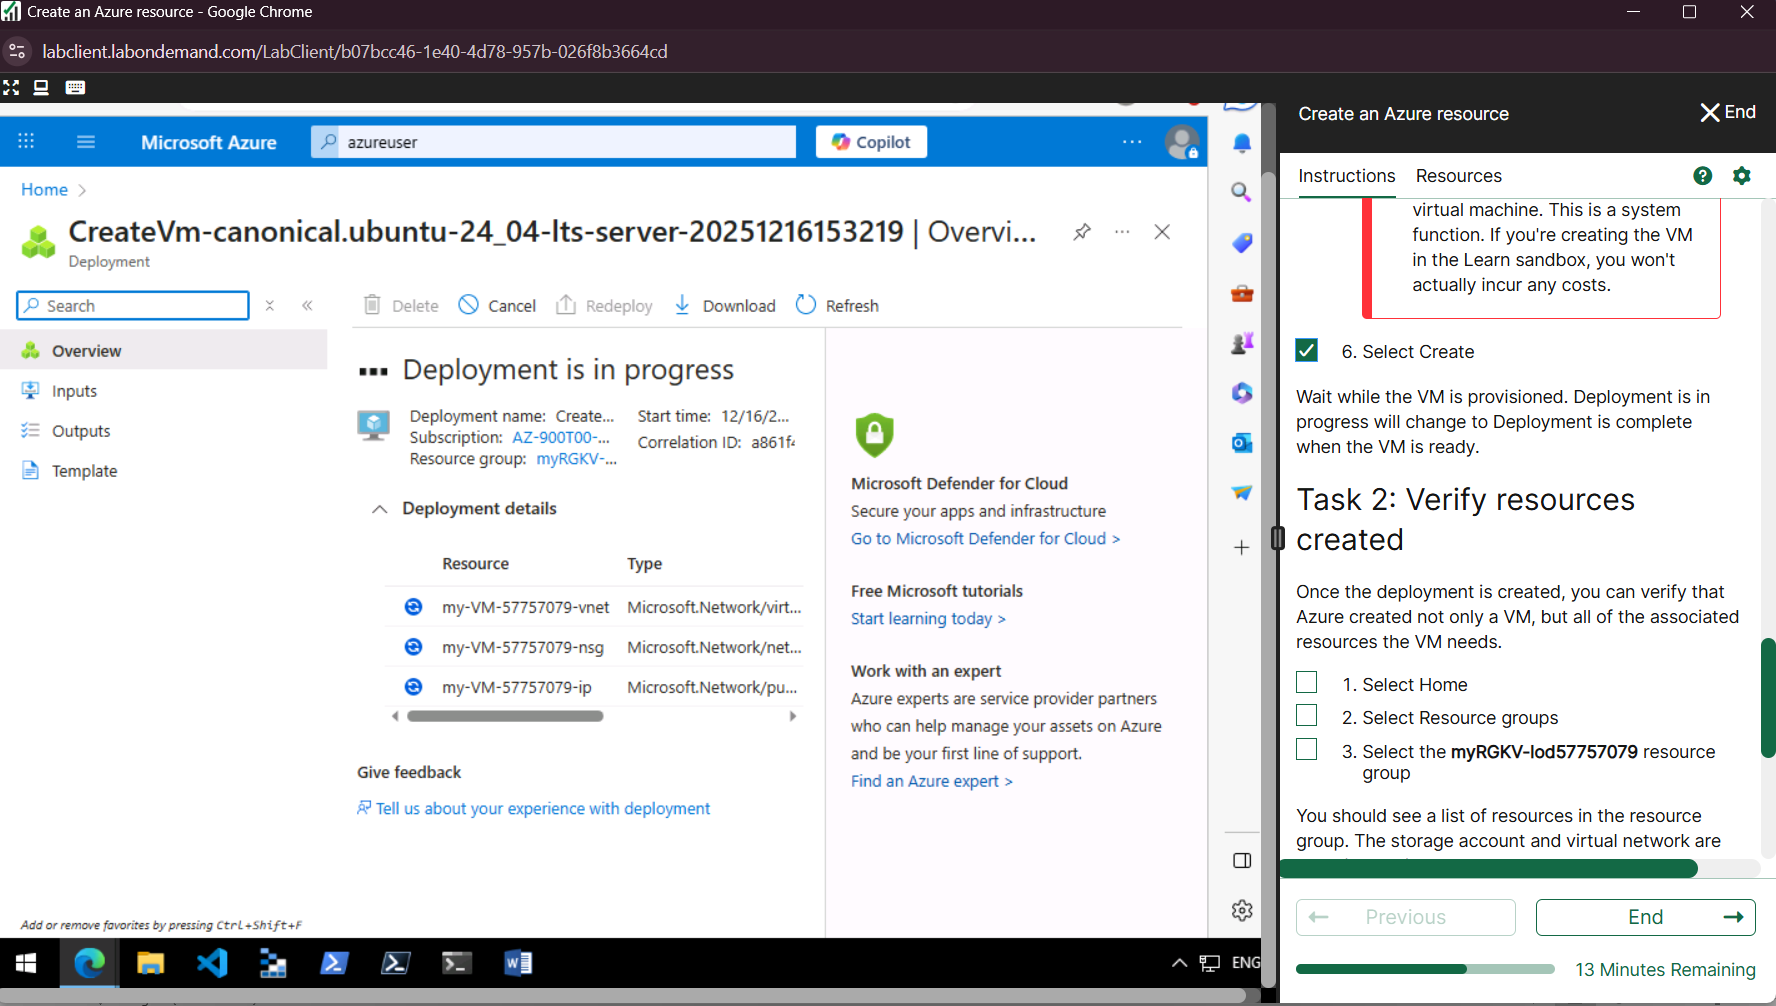 Create an Azure resource - Google Chrome
labclient.labondemand.com/LabClient/b07bcc46-1e40-4d78-957b-026f8b3664cd
Microsoft Azure
azureuser
Copilot
Home
CreateVm-canonical.ubuntu-24_04-lts-server-20251216153219 | Overvi...
Deployment
Search
Delete
Cancel
Redeploy
Download
Refresh
Overview
Inputs
Outputs
Template
Deployment is in progress
Deployment name: Create...
Subscription: AZ-900T00-...
Resource group: myRGKV-...
Start time: 12/16/2...
Correlation ID: a861f4
Deployment details
Resource Type
my-VM-57757079-vnet Microsoft.Network/virt...
my-VM-57757079-nsg Microsoft.Network/net...
my-VM-57757079-ip Microsoft.Network/pu...
Give feedback
Tell us about your experience with deployment
Microsoft Defender for Cloud
Secure your apps and infrastructure
Go to Microsoft Defender for Cloud >
Free Microsoft tutorials
Start learning today >
Work with an expert
Azure experts are service provider partners
who can help manage your assets on Azure
and be your first line of support.
Find an Azure expert >
Add or remove favorites by pressing Ctrl+Shift+F
ENG
Create an Azure resource
End
Instructions
Resources
virtual machine. This is a system
function. If you're creating the VM
in the Learn sandbox, you won't
actually incur any costs.
6. Select Create
Wait while the VM is provisioned. Deployment is in
progress will change to Deployment is complete
when the VM is ready.
Task 2: Verify resources
created
Once the deployment is created, you can verify that
Azure created not only a VM, but all of the associated
resources the VM needs.
1. Select Home
2. Select Resource groups
3. Select the myRGKV-lod57757079 resource
group
You should see a list of resources in the resource
group. The storage account and virtual network are
Previous
End
13 Minutes Remaining